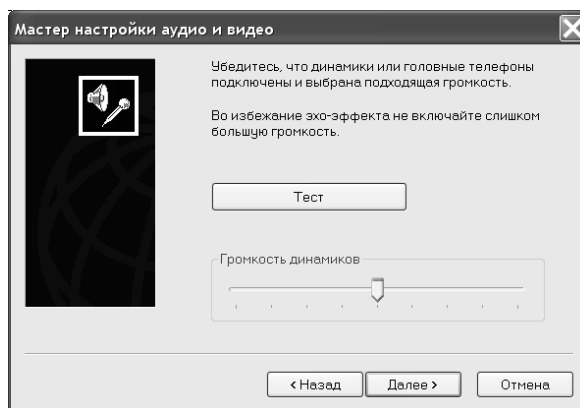 Мастер настройки аудио и видео
Убедитесь, что динамики или головные телефоны
подключены и выбрана подходящая громкость.
Во избежание эхо-эффекта не включайте слишком
большую громкость.
Тест
Громкость динамиков
< Назад
Далее >
Отмена